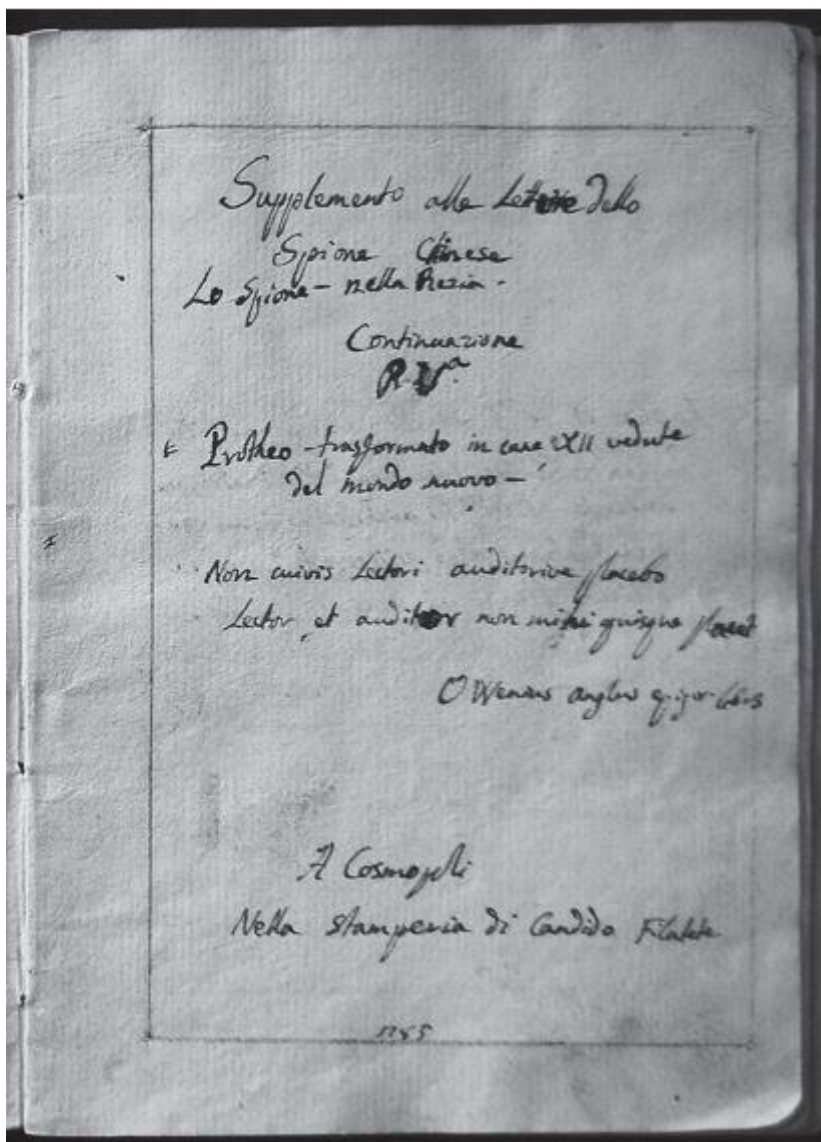 Supplemento alle Lettere dello
Spione Chinese
Lo Spione - nella Rezia -
Continuazione
Protheo - trasformato in cane XII vedute
del mondo nuovo -
Non cuivis Lectori auditorive placebo
Lector et auditor non mihi quisque placet
OWenus anglus
A Cosmopoli
Nella stamperia di Candido Filalete
1785